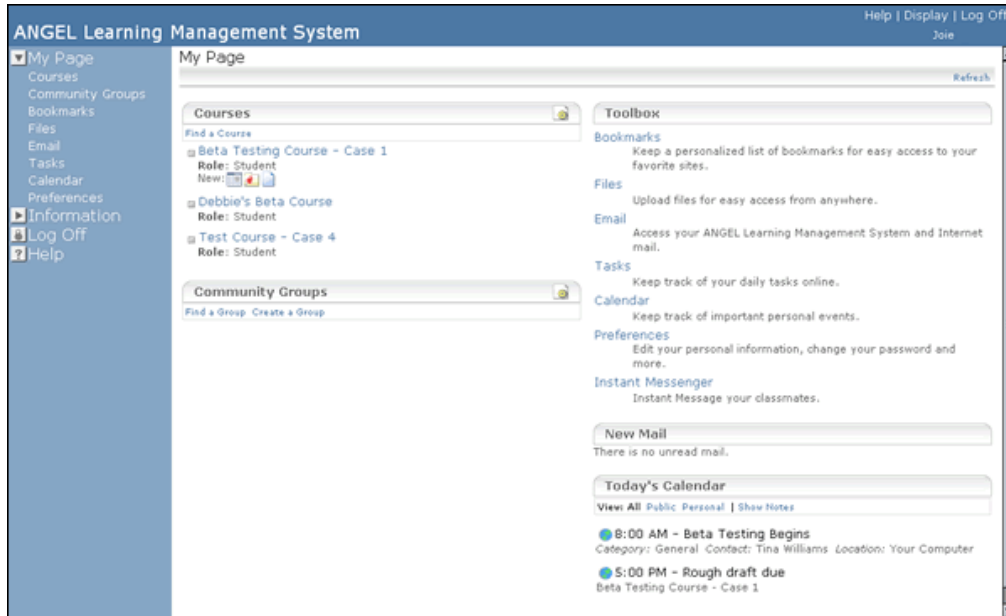 Help | Display | Log Off
ANGEL Learning Management System
Joie
My Page
Courses
Community Groups
Bookmarks
Files
Email
Tasks
Calendar
Preferences
Information
Log Off
? Help
My Page
Refresh
Courses
Find a Course
Beta Testing Course - Case 1
Role: Student
New:
Debbie's Beta Course
Role: Student
Test Course - Case 4
Role: Student
Community Groups
Find a Group Create a Group
Toolbox
Bookmarks
Keep a personalized list of bookmarks for easy access to your
favorite sites.
Files
Upload files for easy access from anywhere.
Email
Access your ANGEL Learning Management System and Internet
mail.
Tasks
Keep track of your daily tasks online.
Calendar
Keep track of important personal events.
Preferences
Edit your personal information, change your password and
more.
Instant Messenger
Instant Message your classmates.
New Mail
There is no unread mail.
Today's Calendar
View: All Public Personal | Show Notes
8:00 AM - Beta Testing Begins
Category: General Contact: Tina Williams Location: Your Computer
5:00 PM - Rough draft due
Beta Testing Course - Case 1